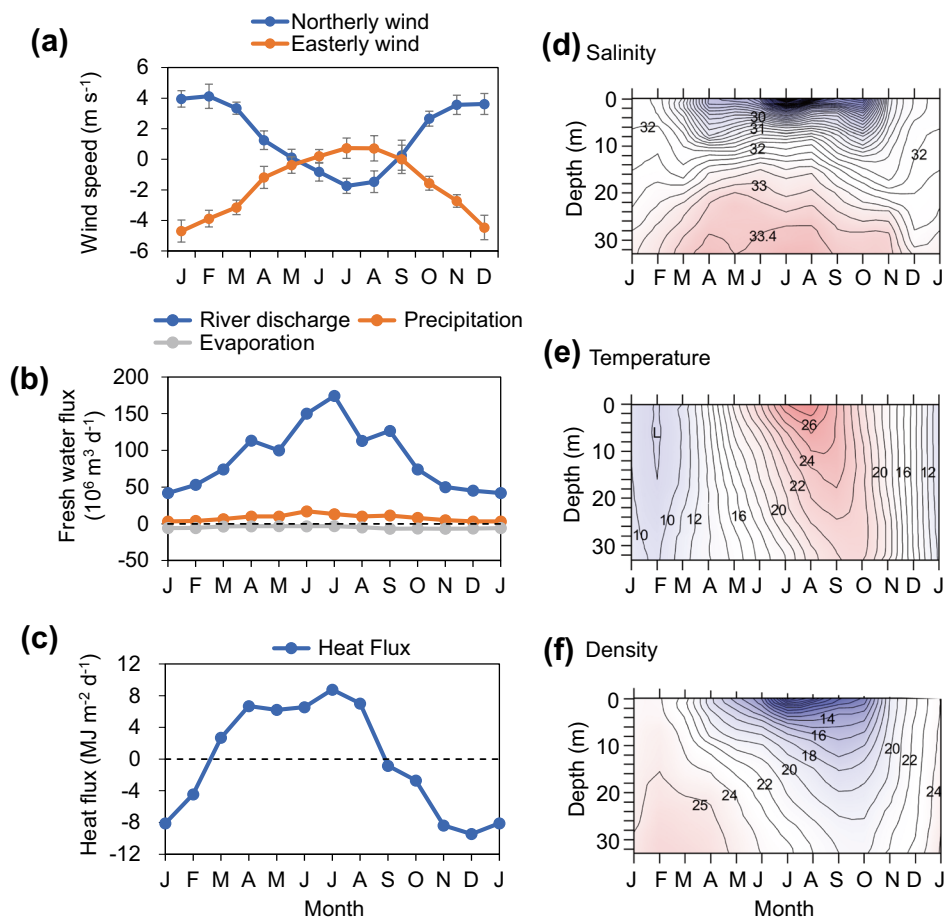 (a)
Northerly wind
Easterly wind
Wind speed (m s-1)
6
4
2
0
-2
-4
-6
J F M A M J J A S O N D
River discharge Precipitation
Evaporation
(b)
Fresh water flux
(10⁶ m³ d⁻¹)
200
150
100
50
0
-50
J F M A M J J A S O N D J
(c)
Heat Flux
Heat flux (MJ m⁻² d⁻¹)
12
8
4
0
-4
-8
-12
J F M A M J J A S O N D J
Month
(d) Salinity
Depth (m)
0
10
20
30
32
30
31
32
33
33.4
32
J F M A M J J A S O N D J
(e) Temperature
Depth (m)
0
10
20
30
L
10
10
12
16
20
22
24
26
20
16
12
J F M A M J J A S O N D J
(f) Density
Depth (m)
0
10
20
30
25
24
22
20
18
16
14
20
22
24
J F M A M J J A S O N D J
Month